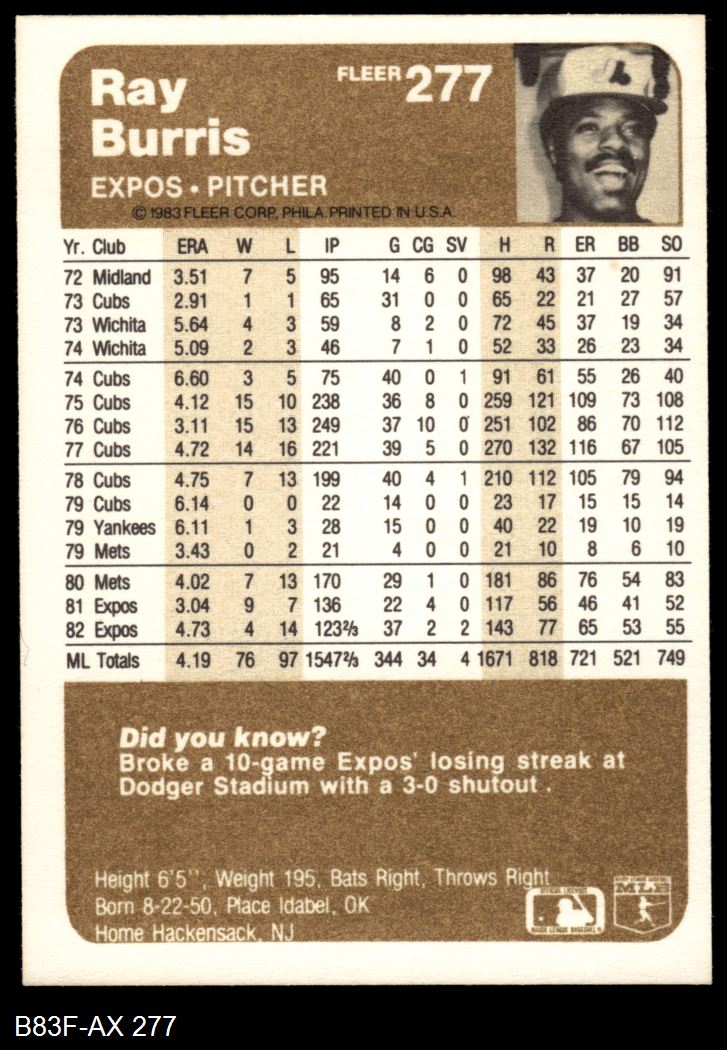 Ray
Burris
FLEER 277
EXPOS • PITCHER
© 1983 FLEER CORP., PHILA. PRINTED IN U.S.A.
Yr. Club ERA W L IP G CG SV H R ER BB SO
72 Midland 3.51 7 5 95 14 6 0 98 43 37 20 91
73 Cubs 2.91 1 1 65 31 0 0 65 22 21 27 57
73 Wichita 5.64 4 3 59 8 2 0 72 45 37 19 34
74 Wichita 5.09 2 3 46 7 1 0 52 33 26 23 34
74 Cubs 6.60 3 5 75 40 0 1 91 61 55 26 40
75 Cubs 4.12 15 10 238 36 8 0 259 121 109 73 108
76 Cubs 3.11 15 13 249 37 10 0 251 102 86 70 112
77 Cubs 4.72 14 16 221 39 5 0 270 132 116 67 105
78 Cubs 4.75 7 13 199 40 4 1 210 112 105 79 94
79 Cubs 6.14 0 0 22 14 0 0 23 17 15 15 14
79 Yankees 6.11 1 3 28 15 0 0 40 22 19 10 19
79 Mets 3.43 0 2 21 4 0 0 21 10 8 6 10
80 Mets 4.02 7 13 170 29 1 0 181 86 76 54 83
81 Expos 3.04 9 7 136 22 4 0 117 56 46 41 52
82 Expos 4.73 4 14 123⅔ 37 2 2 143 77 65 53 55
ML Totals 4.19 76 97 1547⅔ 344 34 4 1671 818 721 521 749
Did you know?
Broke a 10-game Expos' losing streak at
Dodger Stadium with a 3-0 shutout .
Height 6'5'', Weight 195, Bats Right, Throws Right
Born 8-22-50, Place Idabel, OK
Home Hackensack, NJ
OFFICIAL LICENSEE
MAJOR LEAGUE BASEBALL
B83F-AX 277